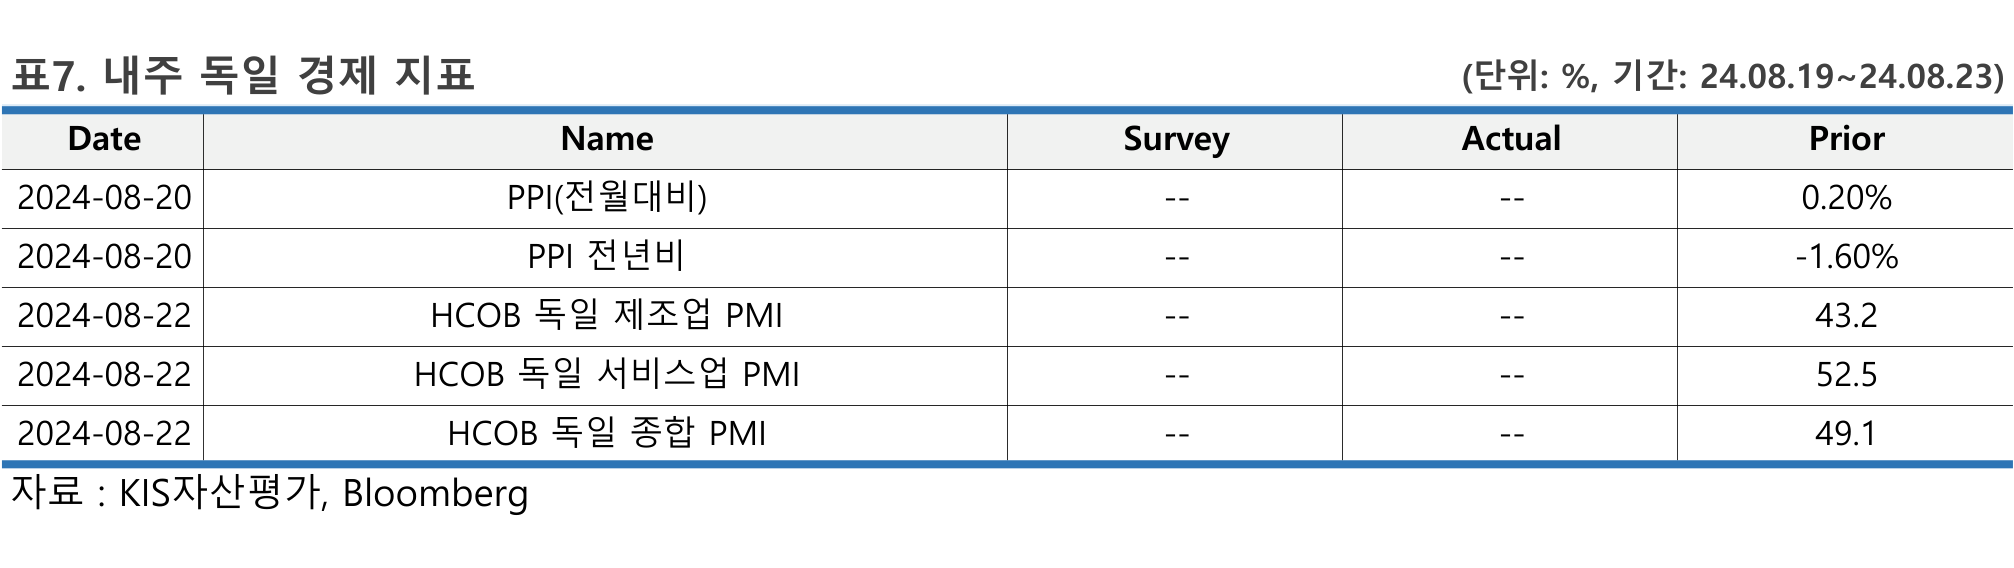 표7. 내주 독일 경제 지표 (단위: %, 기간: 24.08.19~24.08.23)
Date Name Survey Actual Prior
2024-08-20 PPI(전월대비) -- -- 0.20%
2024-08-20 PPI 전년비 -- -- -1.60%
2024-08-22 HCOB 독일 제조업 PMI -- -- 43.2
2024-08-22 HCOB 독일 서비스업 PMI -- -- 52.5
2024-08-22 HCOB 독일 종합 PMI -- -- 49.1
자료 : KIS자산평가, Bloomberg